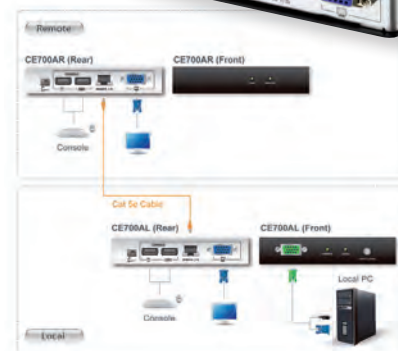 Remote
CE700AR (Rear)
CE700AR (Front)
Console
Cat 5e Cable
CE700AL (Rear)
CE700AL (Front)
Local PC
Console
Local